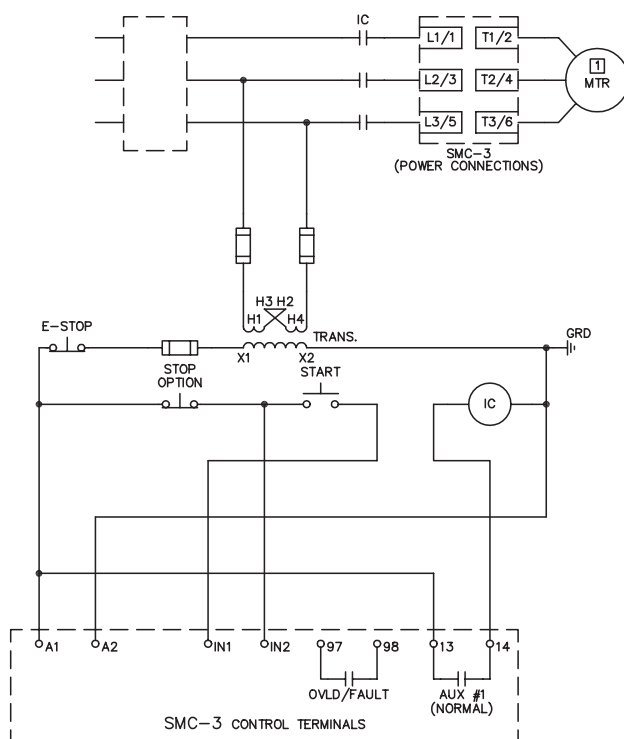 IC
L1/1 T1/2
1
L2/3 T2/4
MTR
L3/5 T3/6
SMC-3
(POWER CONNECTIONS)
H3 H2
H1 H4
E-STOP
TRANS.
GRD
X1 X2
STOP
OPTION
START
IC
A1 A2 IN1 IN2 97 98 13 14
OVLD/FAULT
AUX #1
(NORMAL)
SMC-3 CONTROL TERMINALS